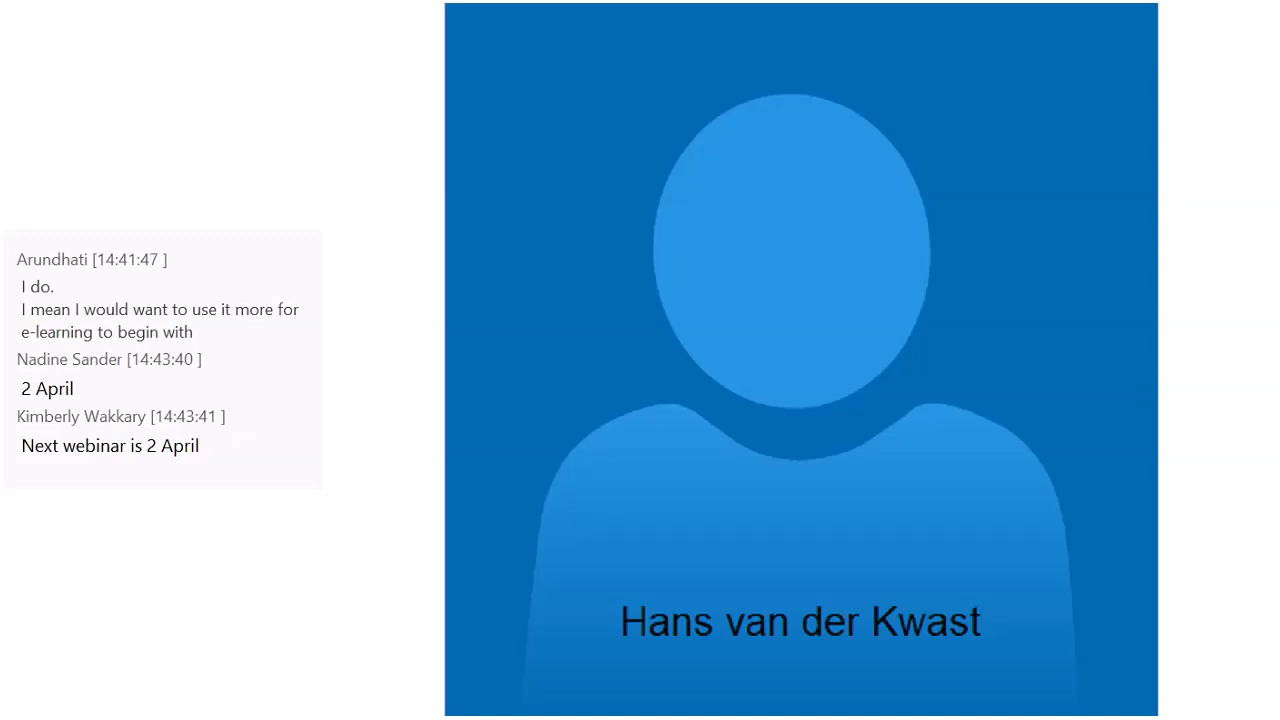 Arundhati [14:41:47 ]
I do.
I mean I would want to use it more for
e-learning to begin with
Nadine Sander [14:43:40 ]
2 April
Kimberly Wakkary [14:43:41 ]
Next webinar is 2 April
Hans van der Kwast